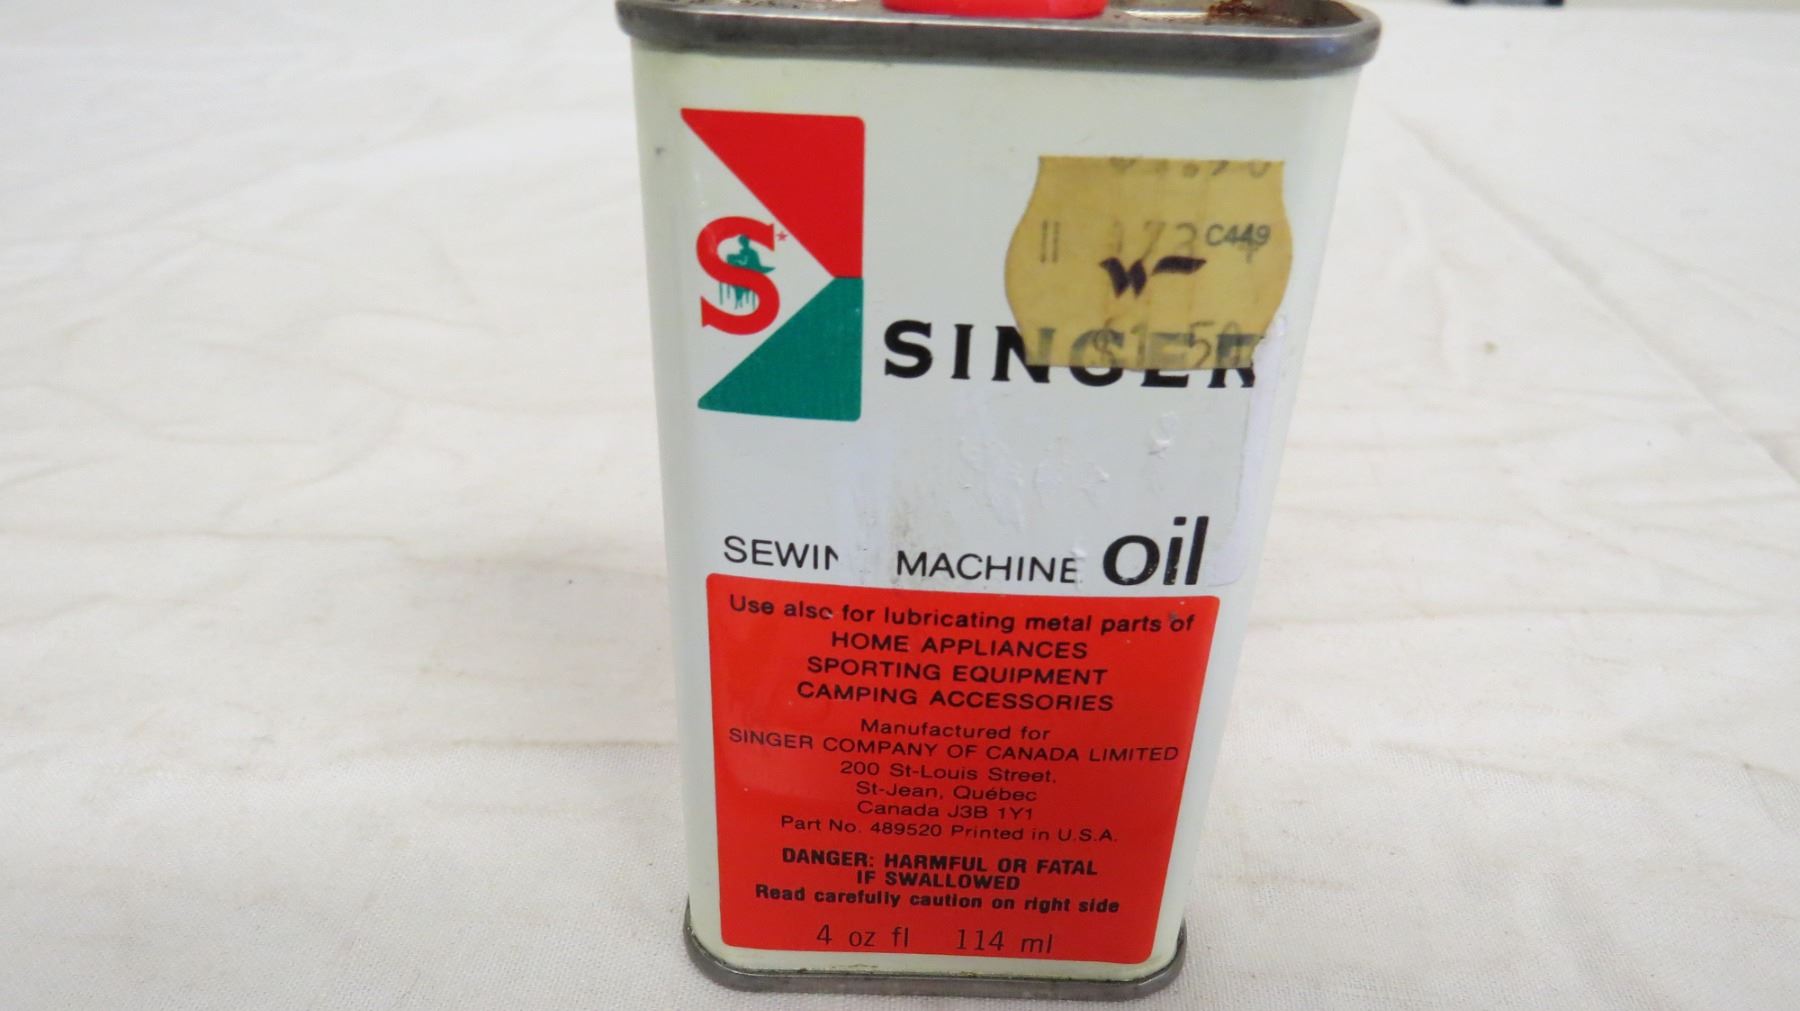 S
C449
W
$1.50
SINGER
SEWIN MACHINE oil
Use also for lubricating metal parts of
HOME APPLIANCES
SPORTING EQUIPMENT
CAMPING ACCESSORIES
Manufactured for
SINGER COMPANY OF CANADA LIMITED
200 St-Louis Street,
St-Jean, Québec
Canada J3B 1Y1
Part No. 489520 Printed in U.S.A.
DANGER: HARMFUL OR FATAL
IF SWALLOWED
Read carefully caution on right side
4 oz fl 114 ml